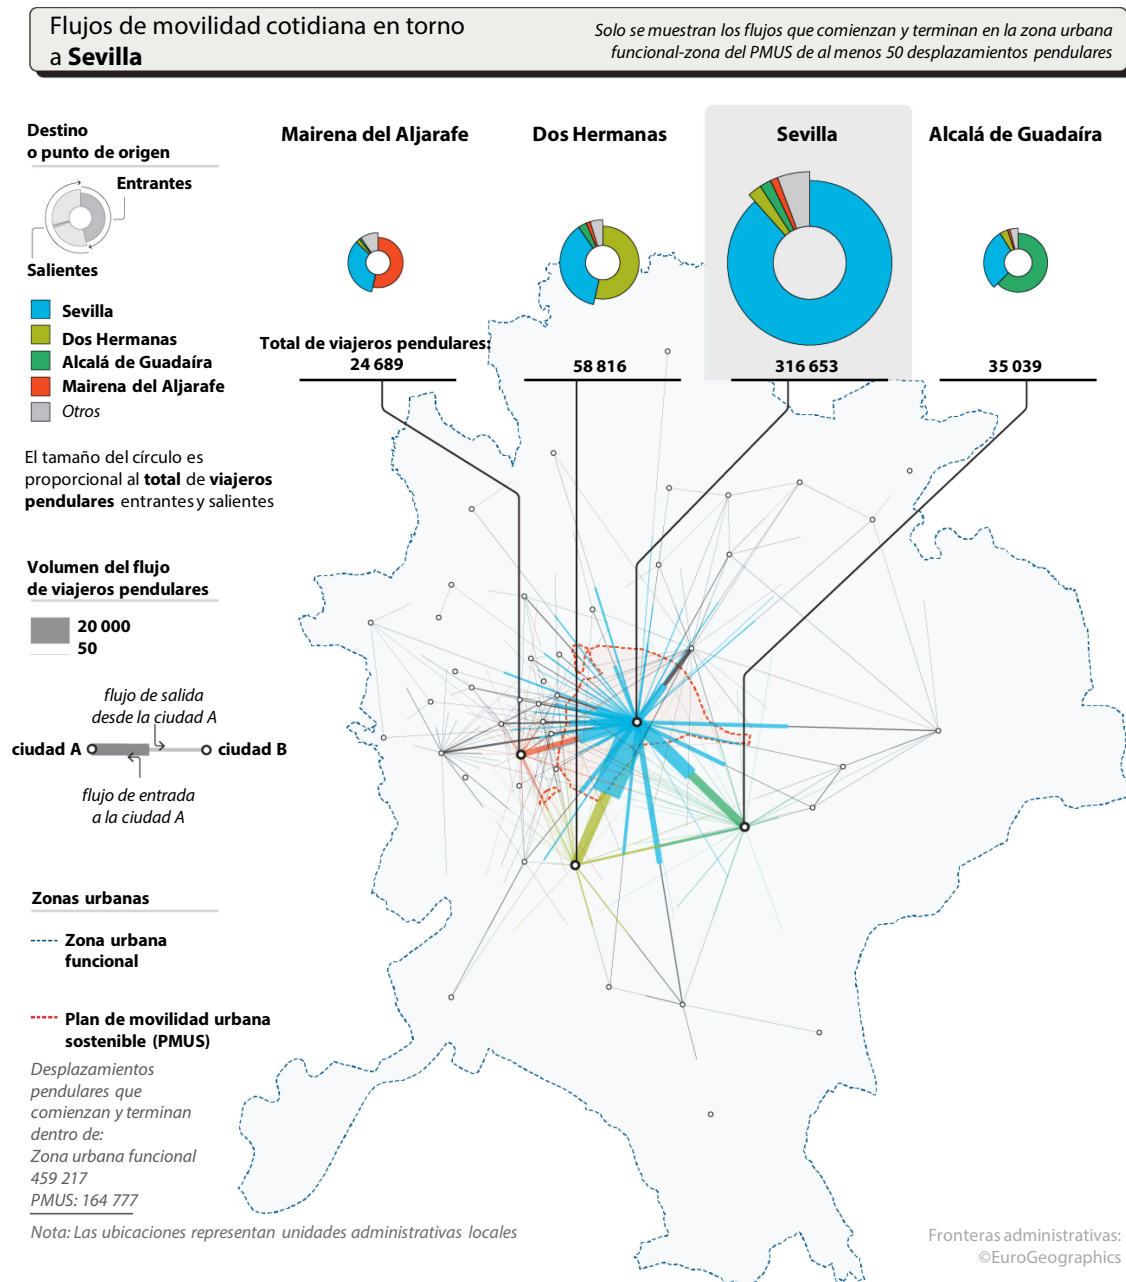 Flujos de movilidad cotidiana en torno
a Sevilla
Solo se muestran los flujos que comienzan y terminan en la zona urbana
funcional-zona del PMUS de al menos 50 desplazamientos pendulares
Destino
o punto de origen
Entrantes
Salientes
Sevilla
Dos Hermanas
Alcalá de Guadaíra
Mairena del Aljarafe
Otros
El tamaño del círculo es
proporcional al total de viajeros
pendulares entrantes y salientes
Mairena del Aljarafe
Dos Hermanas
Sevilla
Alcalá de Guadaíra
Total de viajeros pendulares:
24 689
58 816
316 653
35 039
Volumen del flujo
de viajeros pendulares
20 000
50
flujo de salida
desde la ciudad A
ciudad A
ciudad B
flujo de entrada
a la ciudad A
Zonas urbanas
Zona urbana
funcional
Plan de movilidad urbana
sostenible (PMUS)
Desplazamientos
pendulares que
comienzan y terminan
dentro de:
Zona urbana funcional
459 217
PMUS: 164 777
Nota: Las ubicaciones representan unidades administrativas locales
Fronteras administrativas:
©EuroGeographics